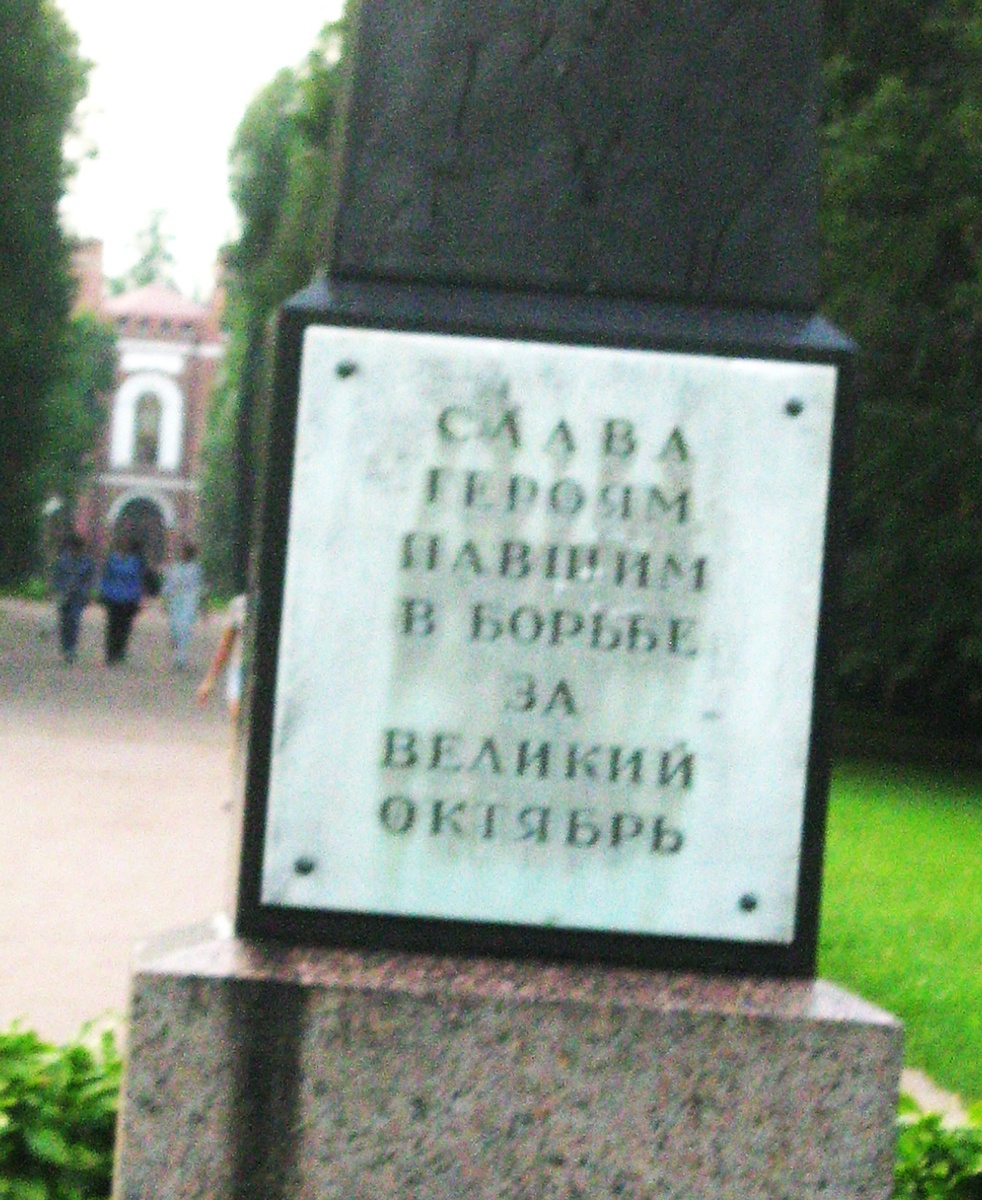 СЛАВА
ГЕРОЯМ
ПАВШИМ
В БОРЬБЕ
ЗА
ВЕЛИКИЙ
ОКТЯБРЬ